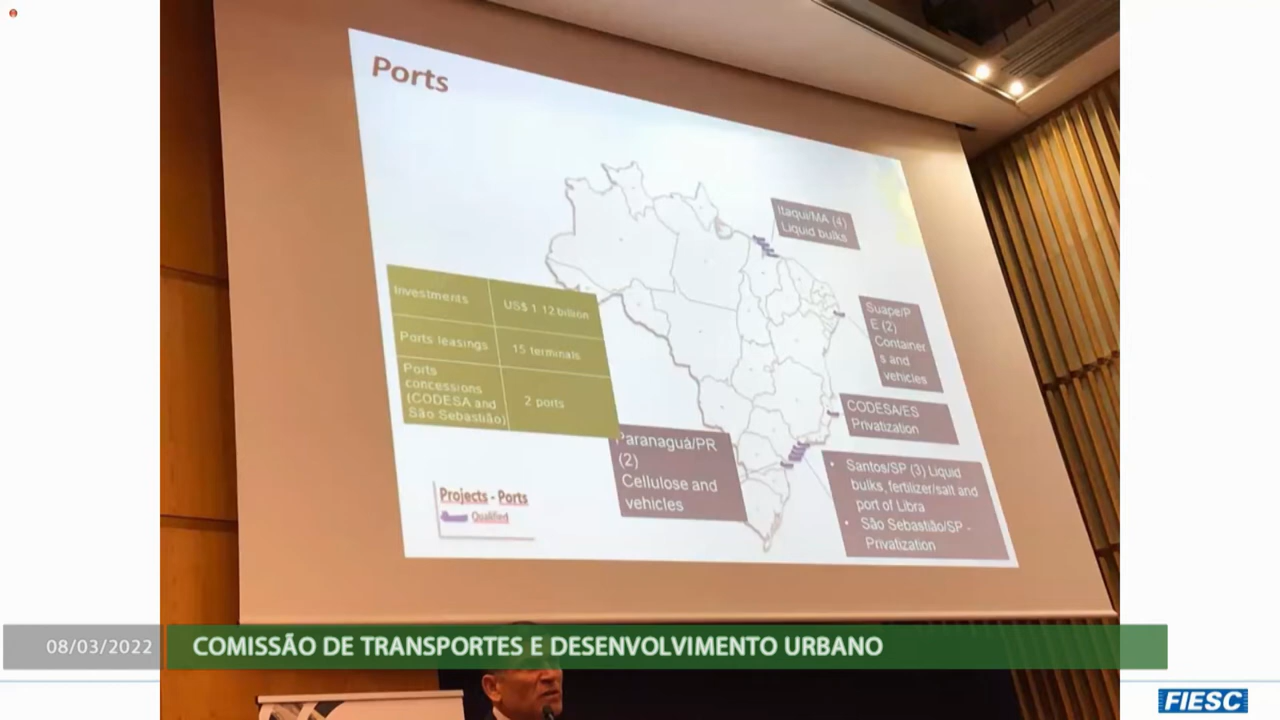 Ports
Itaqui/MA (4)
Liquid bulks
Investments
US$ 1 12 billion
Ports leasings
15 terminals
Ports
concessions
(CODESA and
São Sebastião)
2 ports
Suape/P
E (2)
Container
s and
vehicles
CODESA/ES
Privatization
Paranaguá/PR
(2)
Cellulose and
vehicles
• Santos/SP (3) Liquid
bulks, fertilizer/salt and
port of Libra
• São Sebastião/SP -
Privatization
Projects - Ports
Qualified
08/03/2022
COMISSÃO DE TRANSPORTES E DESENVOLVIMENTO URBANO
FIESC